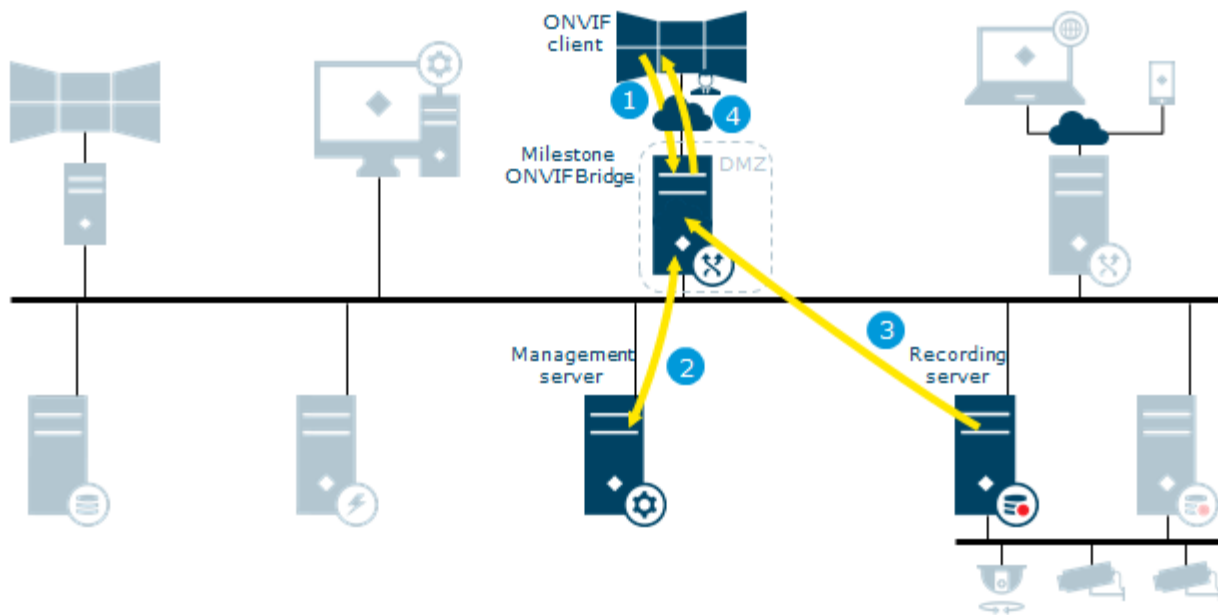 ONVIF
client
1
4
Milestone
ONVIFBridge
DMZ
Management
server
2
3
Recording
server